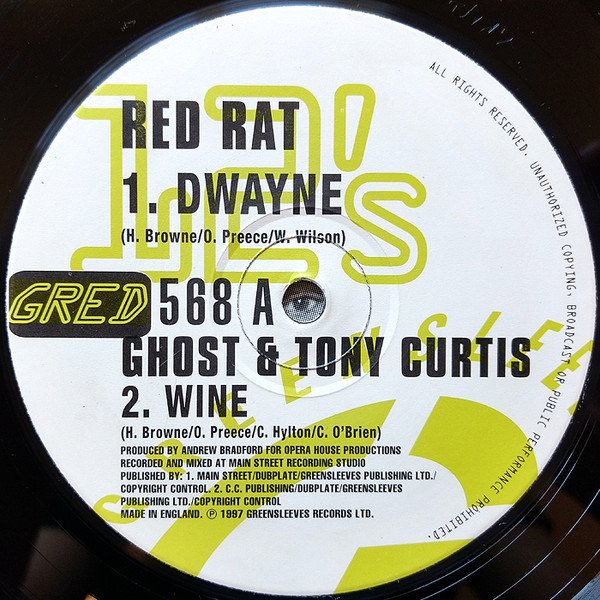 12's
RED RAT
1. DWAYNE
(H. Browne/O. Preece/W. Wilson)
GRED 568 A
GHOST & TONY CURTIS
2. WINE
(H. Browne/O. Preece/C. Hylton/C. O'Brien)
PRODUCED BY ANDREW BRADFORD FOR OPERA HOUSE PRODUCTIONS
RECORDED AND MIXED AT MAIN STREET RECORDING STUDIO
PUBLISHED BY: 1. MAIN STREET/DUBPLATE/GREENSLEEVES PUBLISHING LTD./
COPYRIGHT CONTROL. 2. C.C. PUBLISHING/DUBPLATE/GREENSLEEVES
PUBLISHING LTD./COPYRIGHT CONTROL
MADE IN ENGLAND. ℗ 1997 GREENSLEEVES RECORDS LTD.
ALL RIGHTS RESERVED. UNAUTHORIZED COPYING, BROADCAST OR PUBLIC PERFORMANCE PROHIBITED.